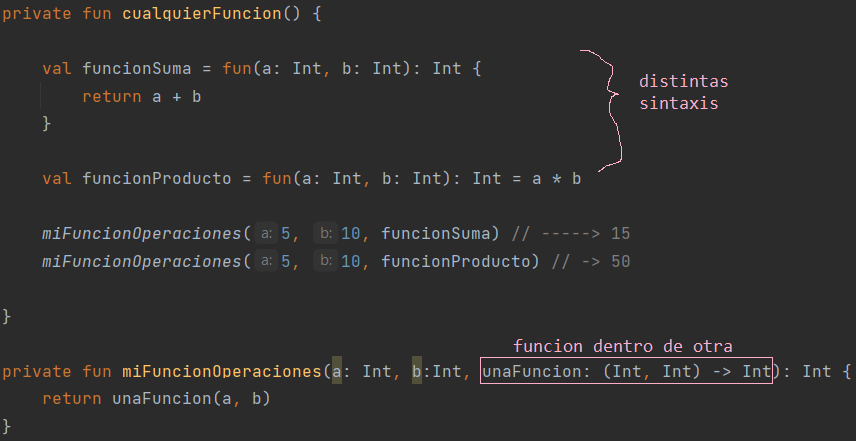 private fun cualquierFuncion() {
val funcionSuma = fun(a: Int, b: Int): Int {
return a + b
}
distintas
sintaxis
val funcionProducto = fun(a: Int, b: Int): Int = a * b
miFuncionOperaciones( a: 5, b: 10, funcionSuma) // -----> 15
miFuncionOperaciones( a: 5, b: 10, funcionProducto) // -> 50
}
funcion dentro de otra
private fun miFuncionOperaciones(a: Int, b:Int, unaFuncion: (Int, Int) -> Int): Int {
return unaFuncion(a, b)
}